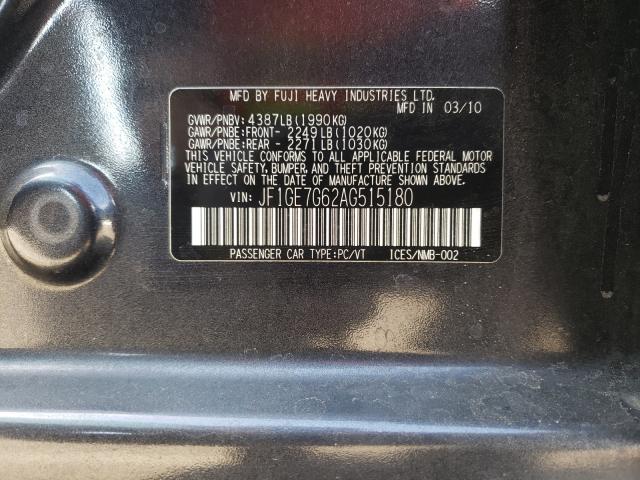 MFD BY FUJI HEAVY INDUSTRIES LTD.
MFD IN 03/10
GVWR/PNBV: 4387LB(1990KG)
GAWR/PNBE:FRONT- 2249LB(1020KG)
GAWR/PNBE:REAR - 2271LB(1030KG)
THIS VEHICLE CONFORMS TO ALL APPLICABLE FEDERAL MOTOR
VEHICLE SAFETY, BUMPER, AND THEFT PREVENTION STANDARDS
IN EFFECT ON THE DATE OF MANUFACTURE SHOWN ABOVE.
VIN: JF1GE7G62AG515180
PASSENGER CAR TYPE:PC/VT ICES/NMB-002